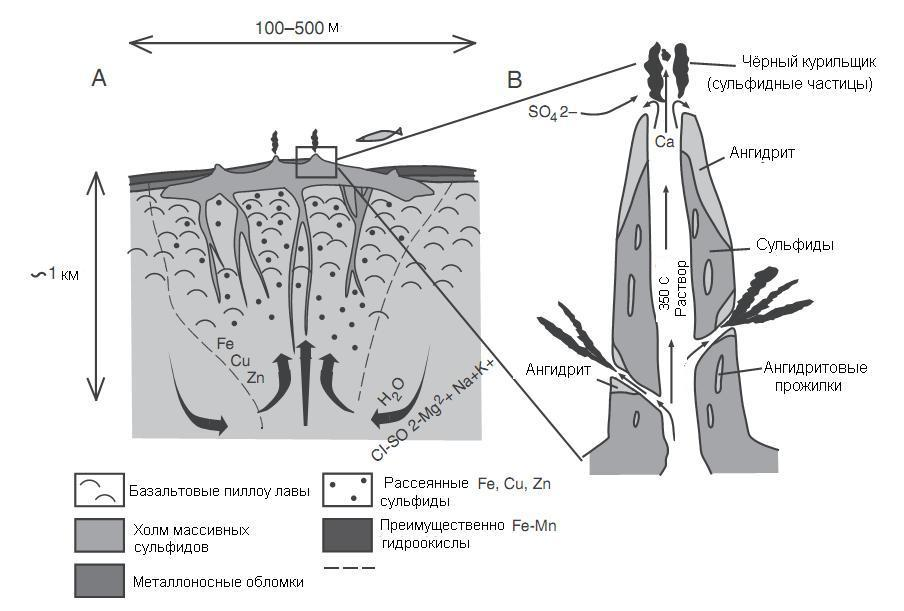 100–500 м
A
B
Чёрный курильщик
(сульфидные частицы)
SO4 2–
Ca
Ангидрит
Сульфиды
~1 км
350 С
Раствор
Fe
Cu
Zn
H2O
Cl-SO 2-Mg2-+ Na+K+
Ангидрит
Ангидритовые
прожилки
Базальтовые пиллоу лавы
Рассеянные Fe, Cu, Zn
сульфиды
Холм массивных
сульфидов
Преимущественно Fe-Mn
гидроокислы
Металлоносные обломки